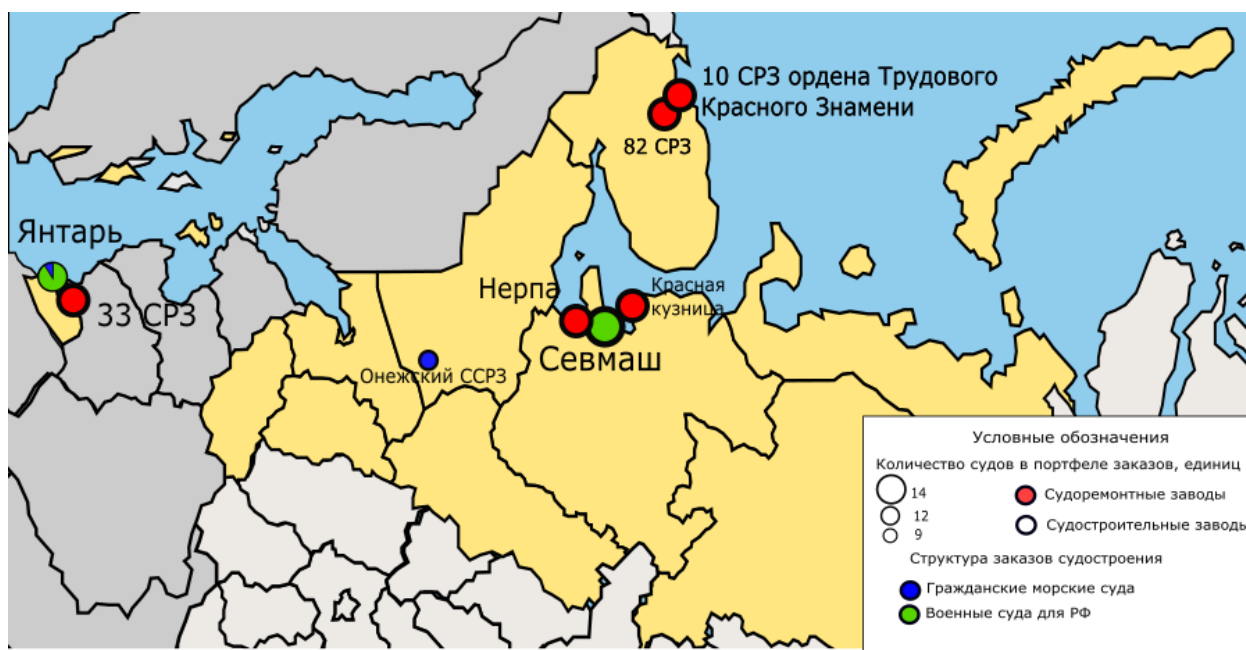 10 СРЗ ордена Трудового
Красного Знамени
82 СРЗ
Янтарь
33 СРЗ
Нерпа
Красная
кузница
Севмаш
Онежский ССРЗ
Условные обозначения
Количество судов в портфеле заказов, единиц
14
12
9
Судоремонтные заводы
Судостроительные заводы
Структура заказов судостроения
Гражданские морские суда
Военные суда для РФ